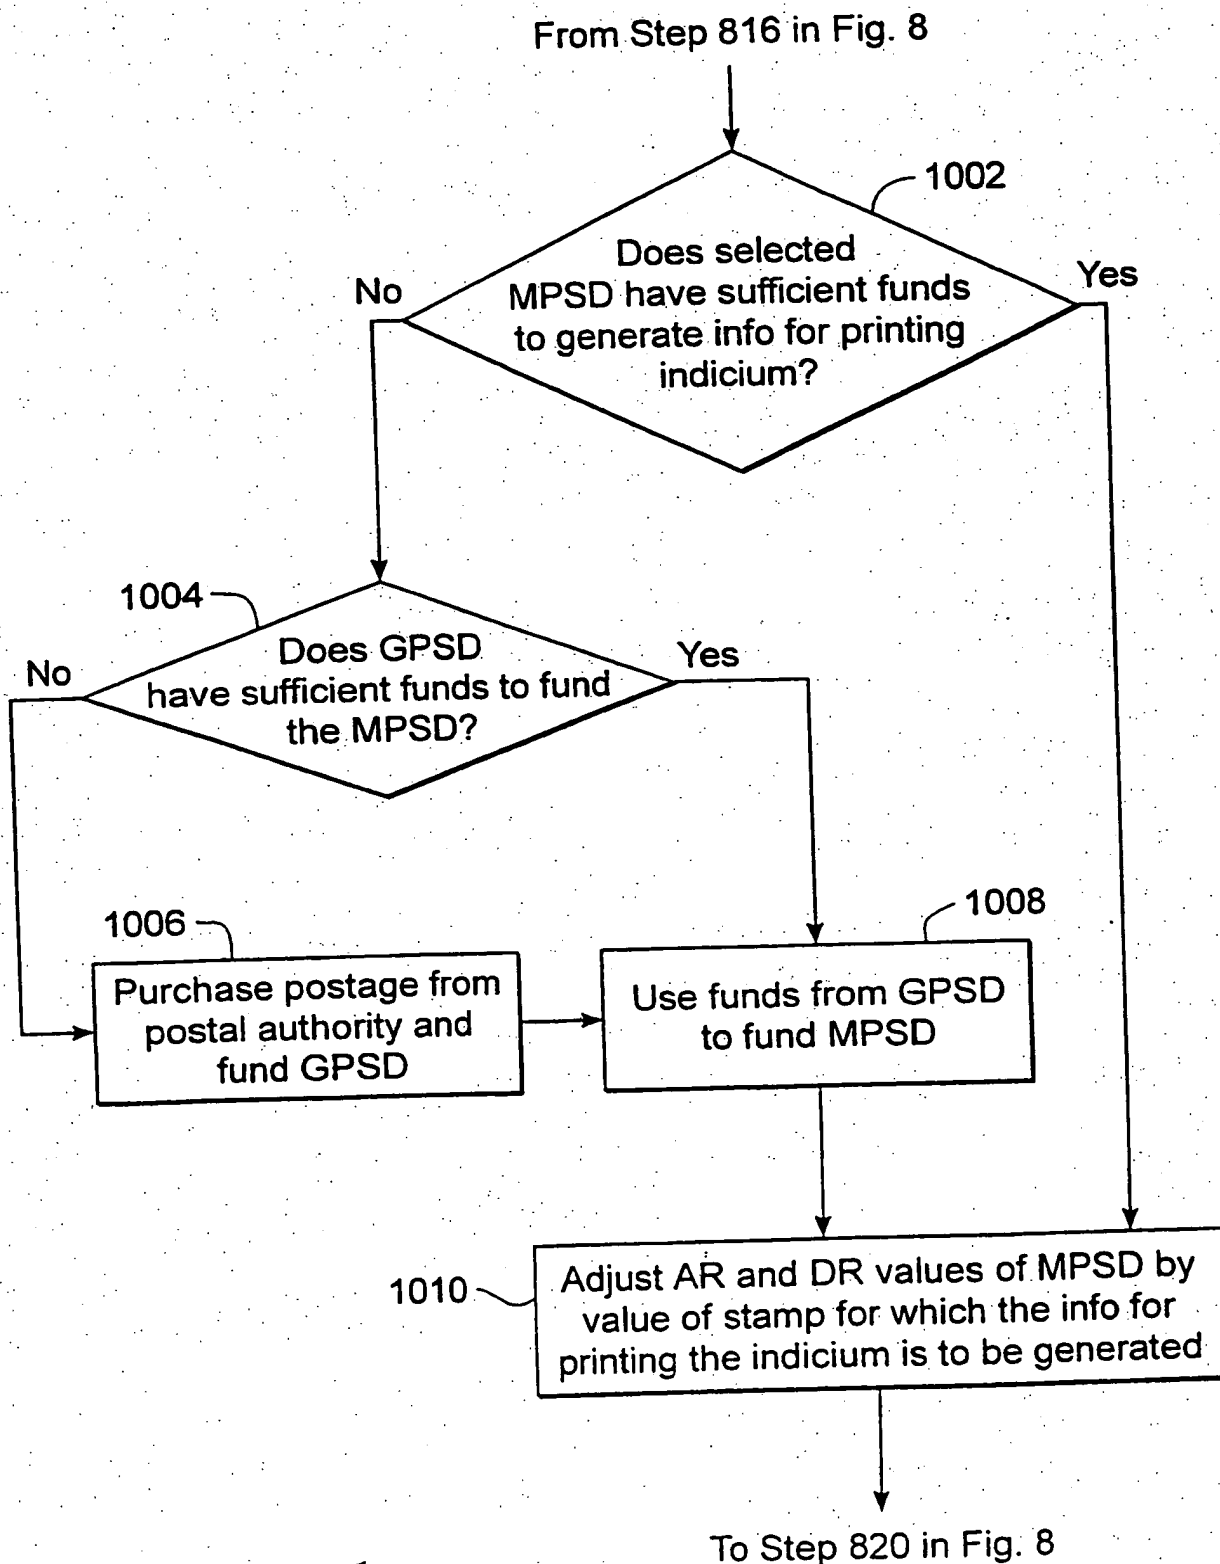 From Step 816 in Fig. 8
1002
Does selected
MPSD have sufficient funds
to generate info for printing
indicium?
No
Yes
1004
Does GPSD
have sufficient funds to fund
the MPSD?
No
Yes
1006
Purchase postage from
postal authority and
fund GPSD
1008
Use funds from GPSD
to fund MPSD
1010
Adjust AR and DR values of MPSD by
value of stamp for which the info for
printing the indicium is to be generated
To Step 820 in Fig. 8